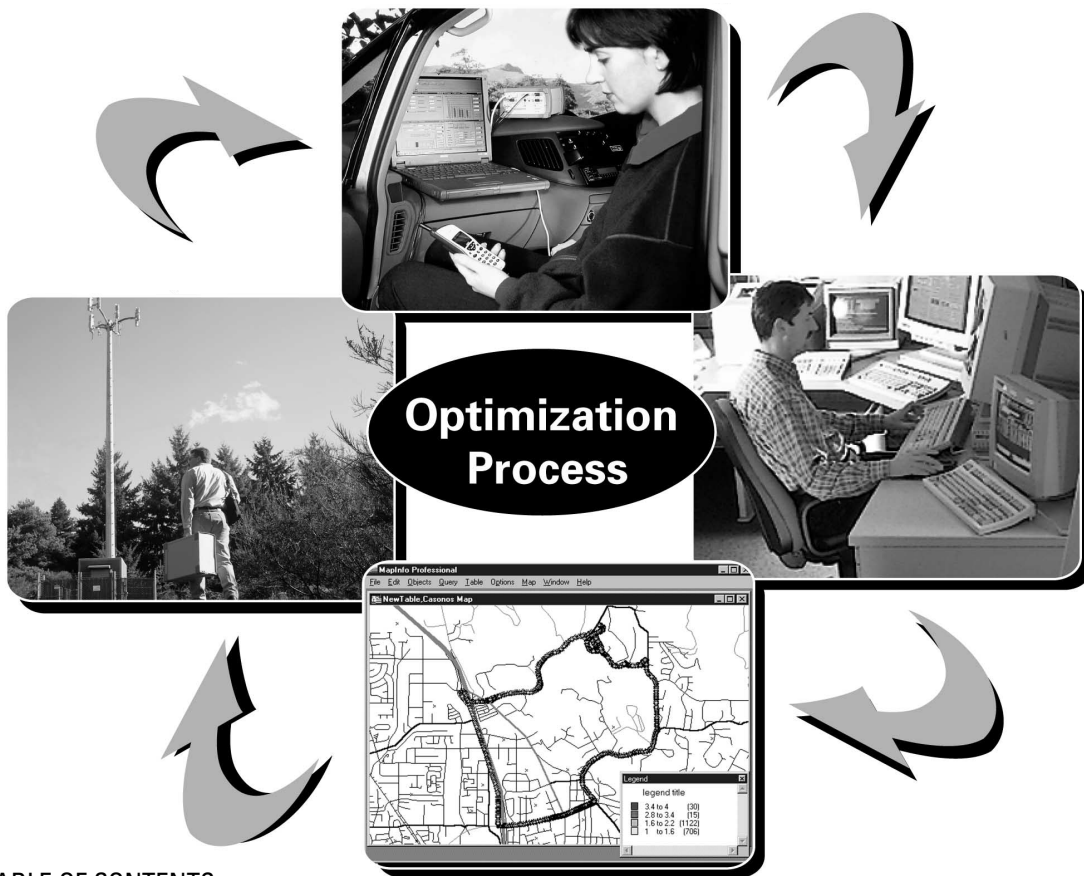 Optimization
Process
MapInfo Professional
File Edit Objects Query Table Options Map Window Help
NewTable,Casonos Map
Legend
legend title
3.4 to 4 (30)
2.8 to 3.4 (15)
1.6 to 2.2 (1122)
1 to 1.6 (706)
TABLE OF CONTENTS